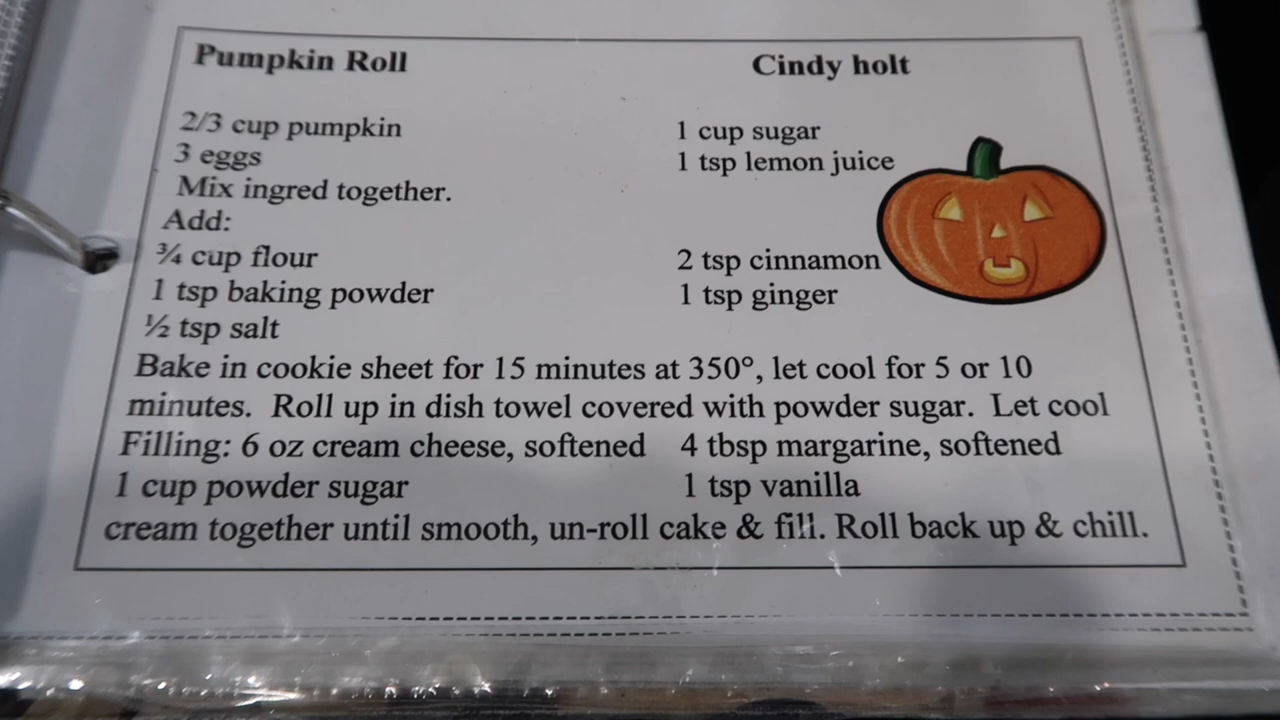 Pumpkin Roll Cindy holt
2/3 cup pumpkin 1 cup sugar
3 eggs 1 tsp lemon juice
Mix ingred together.
Add:
¾ cup flour 2 tsp cinnamon
1 tsp baking powder 1 tsp ginger
½ tsp salt
Bake in cookie sheet for 15 minutes at 350°, let cool for 5 or 10
minutes. Roll up in dish towel covered with powder sugar. Let cool
Filling: 6 oz cream cheese, softened 4 tbsp margarine, softened
1 cup powder sugar 1 tsp vanilla
cream together until smooth, un-roll cake & fill. Roll back up & chill.